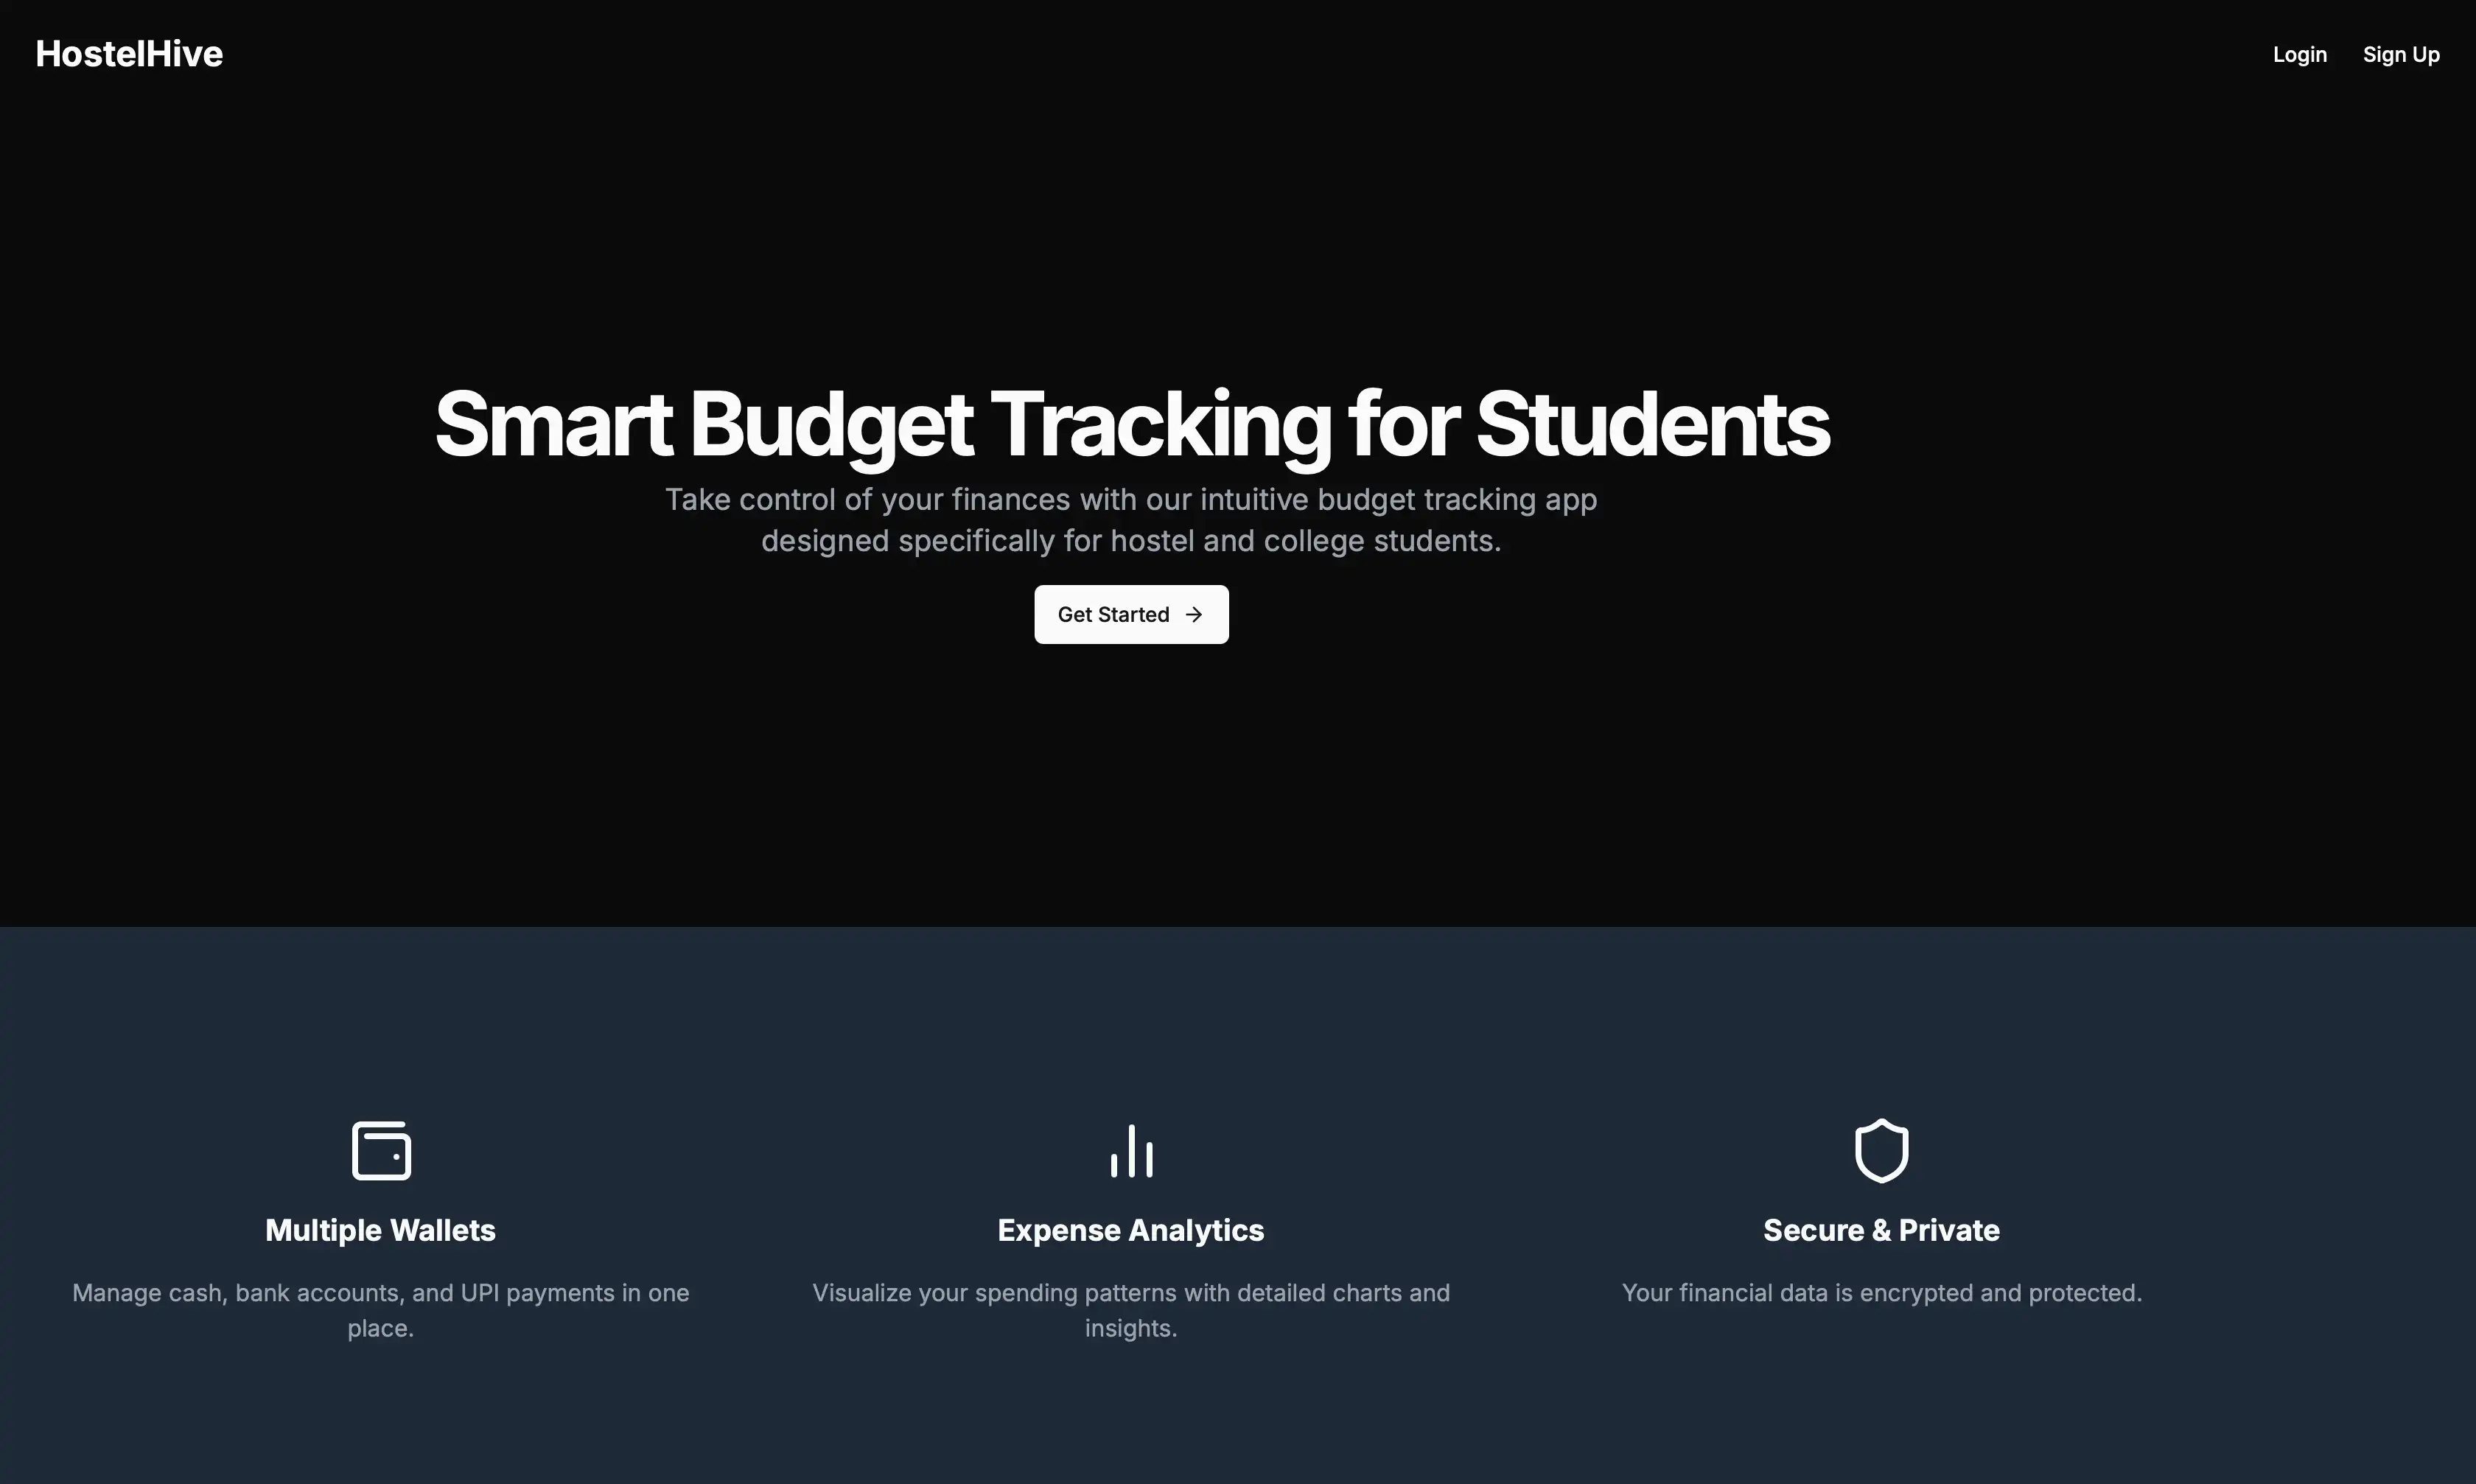 HostelHive
Login
Sign Up
Smart Budget Tracking for Students
Take control of your finances with our intuitive budget tracking app
designed specifically for hostel and college students.
Get Started
Multiple Wallets
Manage cash, bank accounts, and UPI payments in one
place.
Expense Analytics
Visualize your spending patterns with detailed charts and
insights.
Secure & Private
Your financial data is encrypted and protected.